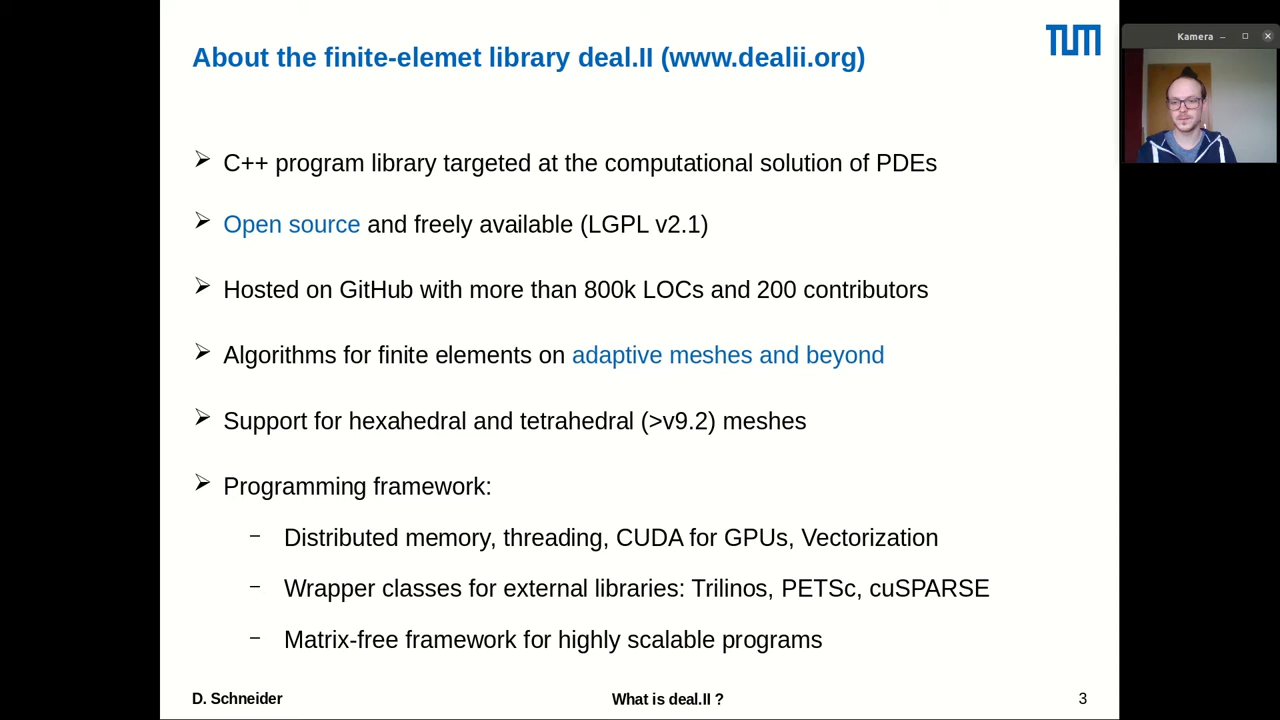 About the finite-elemet library deal.II (www.dealii.org)
TUM
Kamera
C++ program library targeted at the computational solution of PDEs
Open source and freely available (LGPL v2.1)
Hosted on GitHub with more than 800k LOCs and 200 contributors
Algorithms for finite elements on adaptive meshes and beyond
Support for hexahedral and tetrahedral (>v9.2) meshes
Programming framework:
– Distributed memory, threading, CUDA for GPUs, Vectorization
– Wrapper classes for external libraries: Trilinos, PETSc, cuSPARSE
– Matrix-free framework for highly scalable programs
D. Schneider What is deal.II ? 3